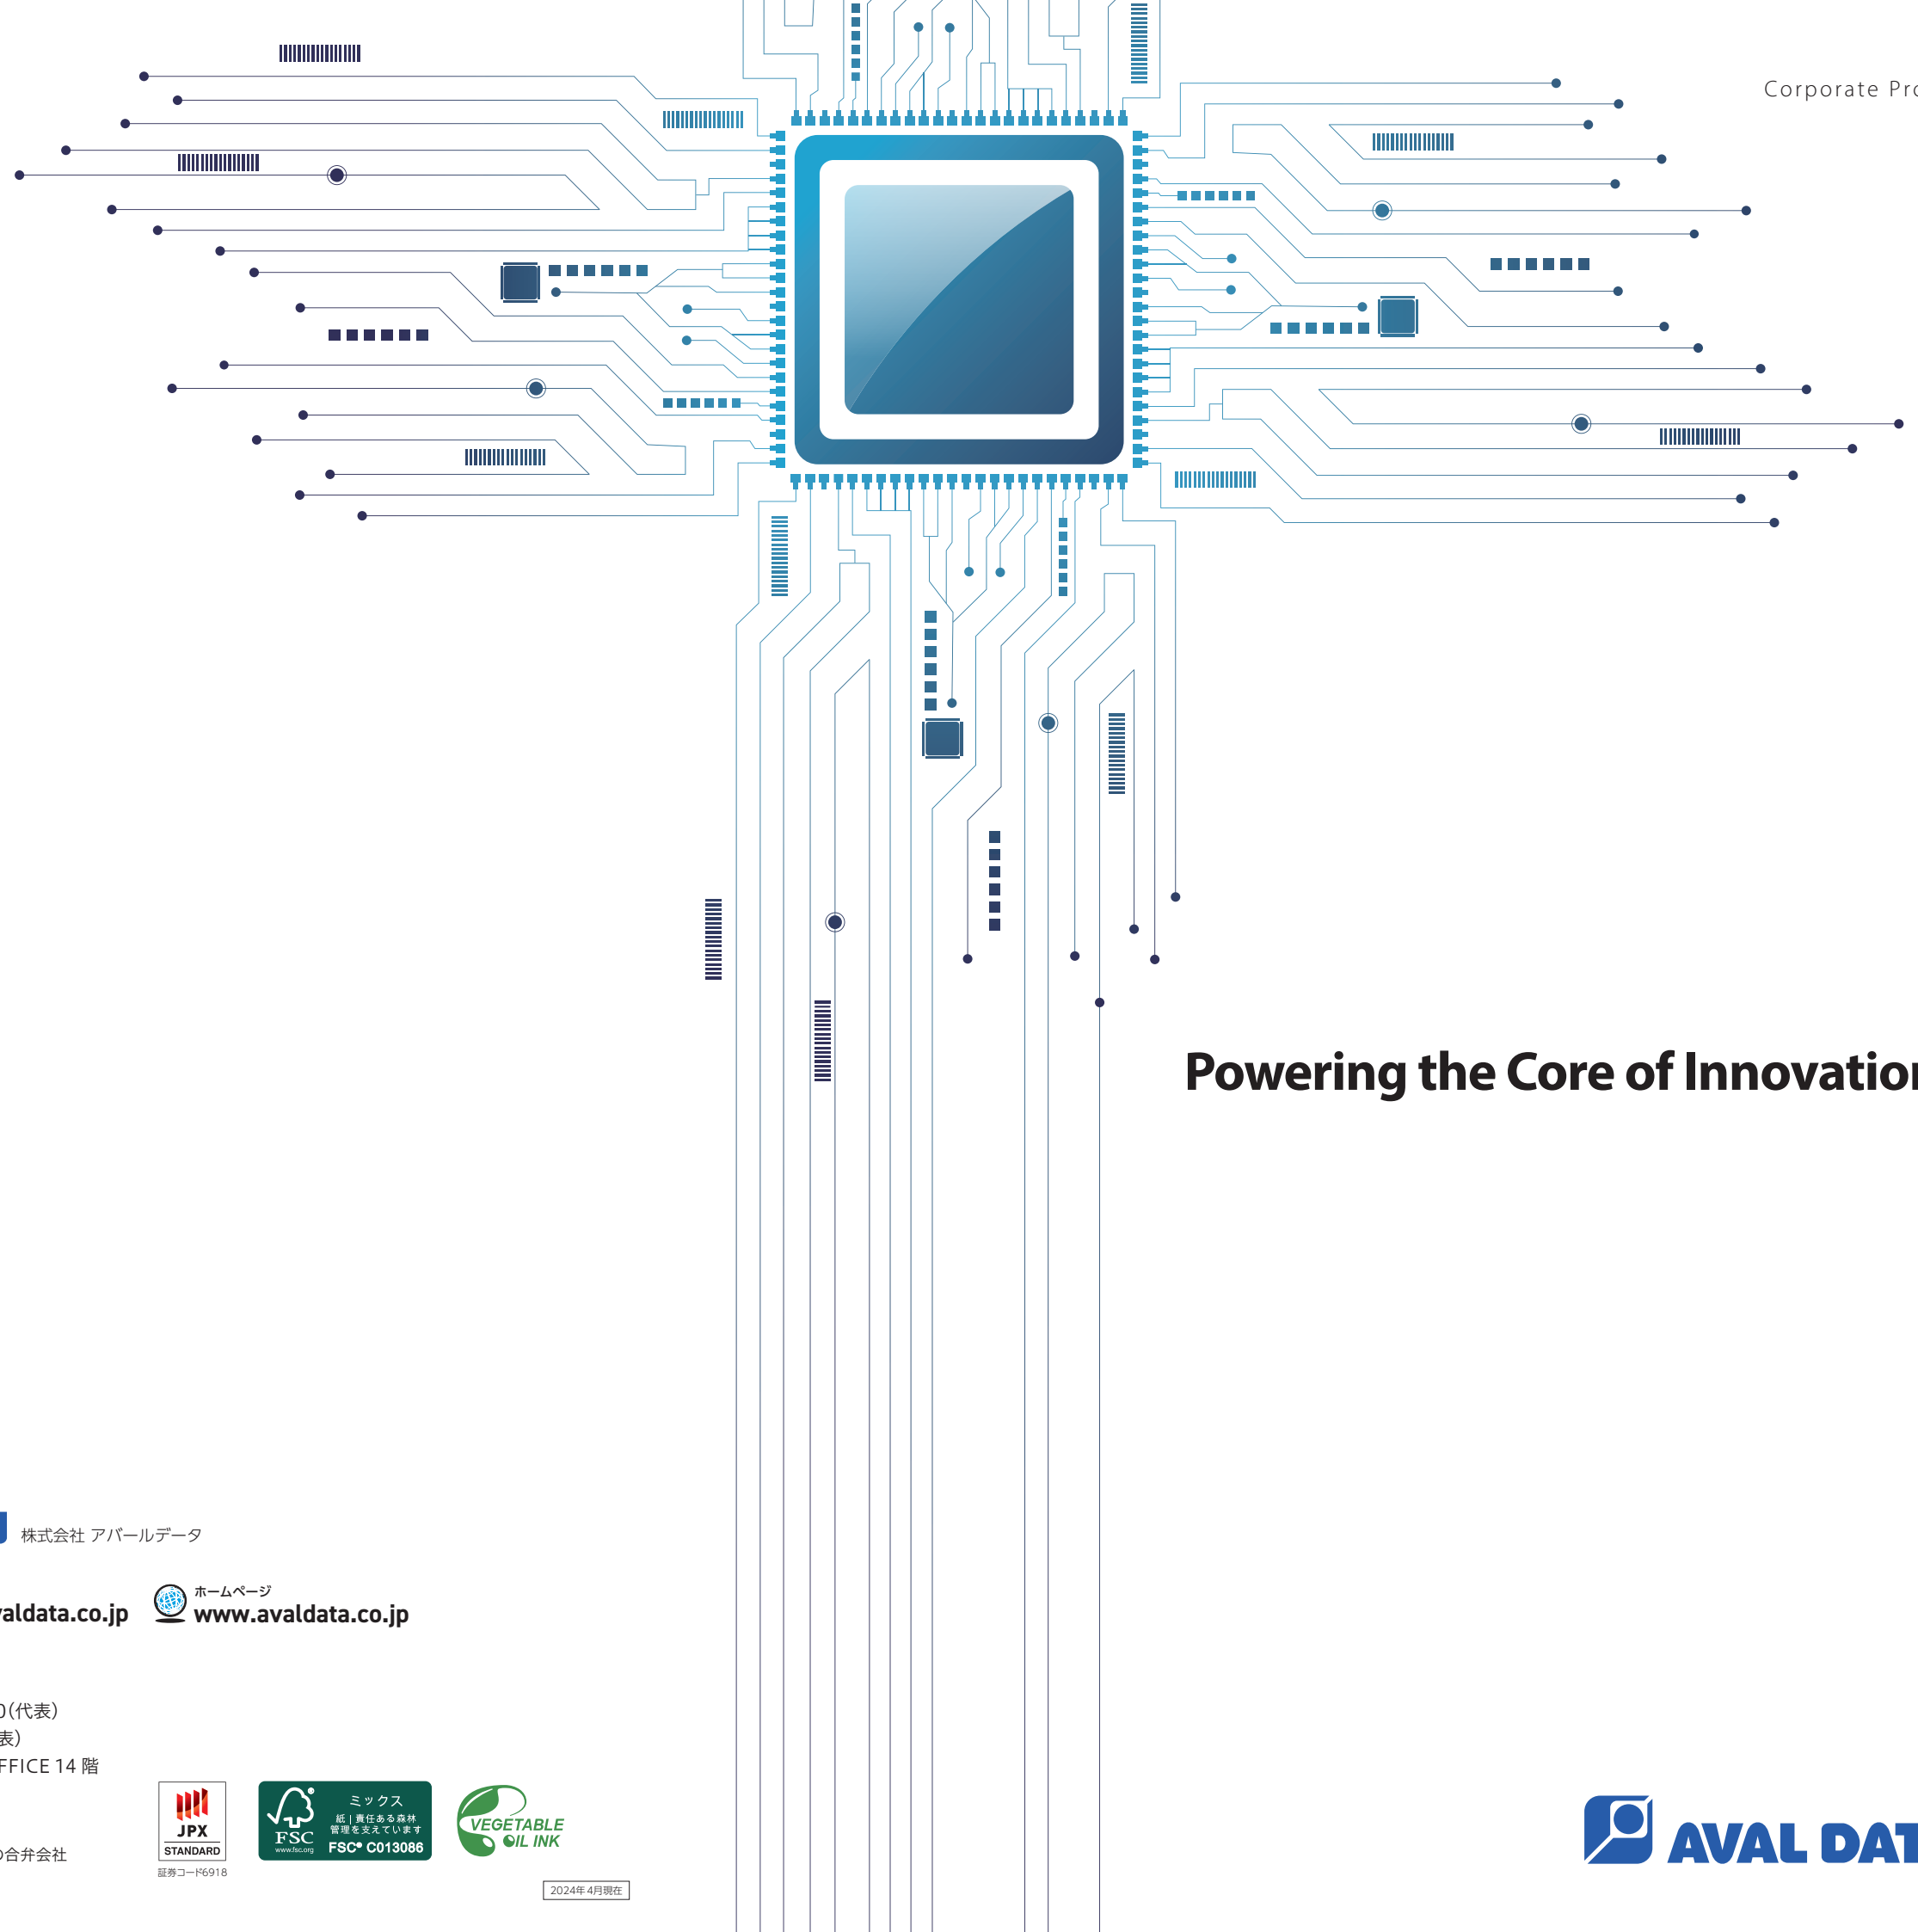 Corporate Pro
Powering the Core of Innovation
株式会社 アバールデータ
valdata.co.jp
ホームページ
www.avaldata.co.jp
0(代表)
表)
FFICE 14 階
の合弁会社
JPX
STANDARD
証券コード6918
FSC
www.fsc.org
ミックス
紙 | 責任ある森林
管理を支えています
FSC® C013086
VEGETABLE
OIL INK
2024年4月現在
AVAL DAT